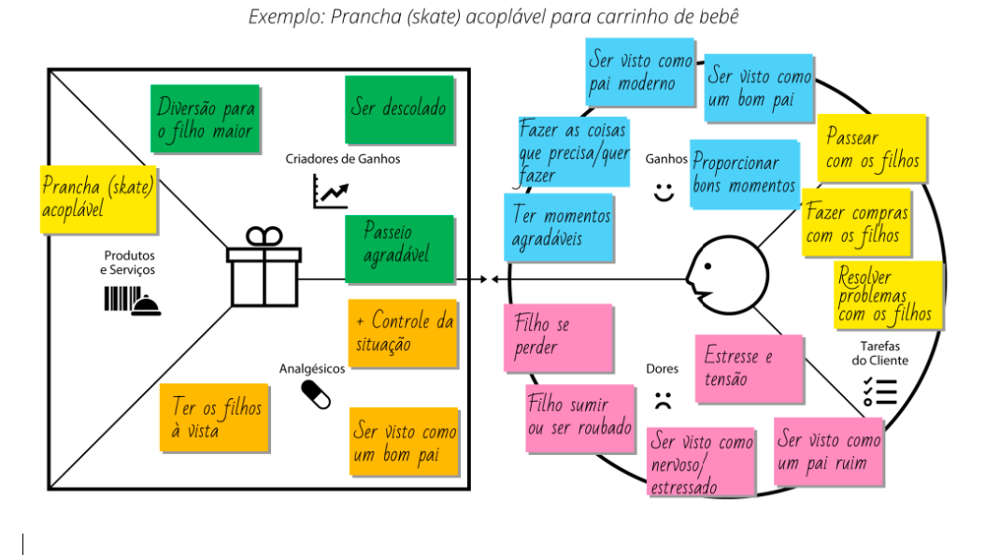 Exemplo: Prancha (skate) acoplável para carrinho de bebê
Diversão para
o filho maior
Ser descolado
Criadores de Ganhos
Prancha (skate)
acoplável
Passeio
agradável
Produtos
e Serviços
+ Controle da
situação
Analgésicos
Ter os filhos
à vista
Ser visto como
um bom pai
Ser visto como
pai moderno
Ser visto como
um bom pai
Fazer as coisas
que precisa/quer
fazer
Ganhos
Proporcionar
bons momentos
Passear
com os filhos
Ter momentos
agradáveis
Fazer compras
com os filhos
Resolver
problemas
com os filhos
Filho se
perder
Estresse e
tensão
Tarefas
do Cliente
Dores
Filho sumir
ou ser roubado
Ser visto como
nervoso/
estressado
Ser visto como
um pai ruim